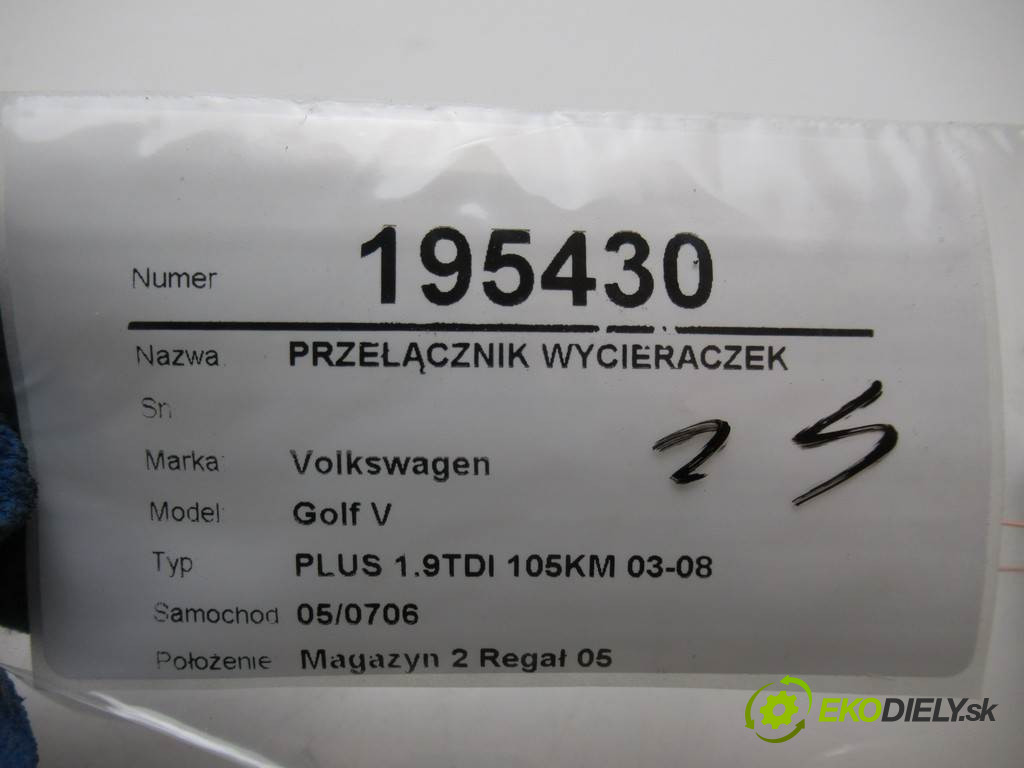 Numer 195430
Nazwa PRZEŁĄCZNIK WYCIERACZEK
Sn
Marka: Volkswagen
Model: Golf V
Typ PLUS 1.9TDI 105KM 03-08
Samochod 05/0706
Położenie Magazyn 2 Regał 05
25
EKODIELY.sk